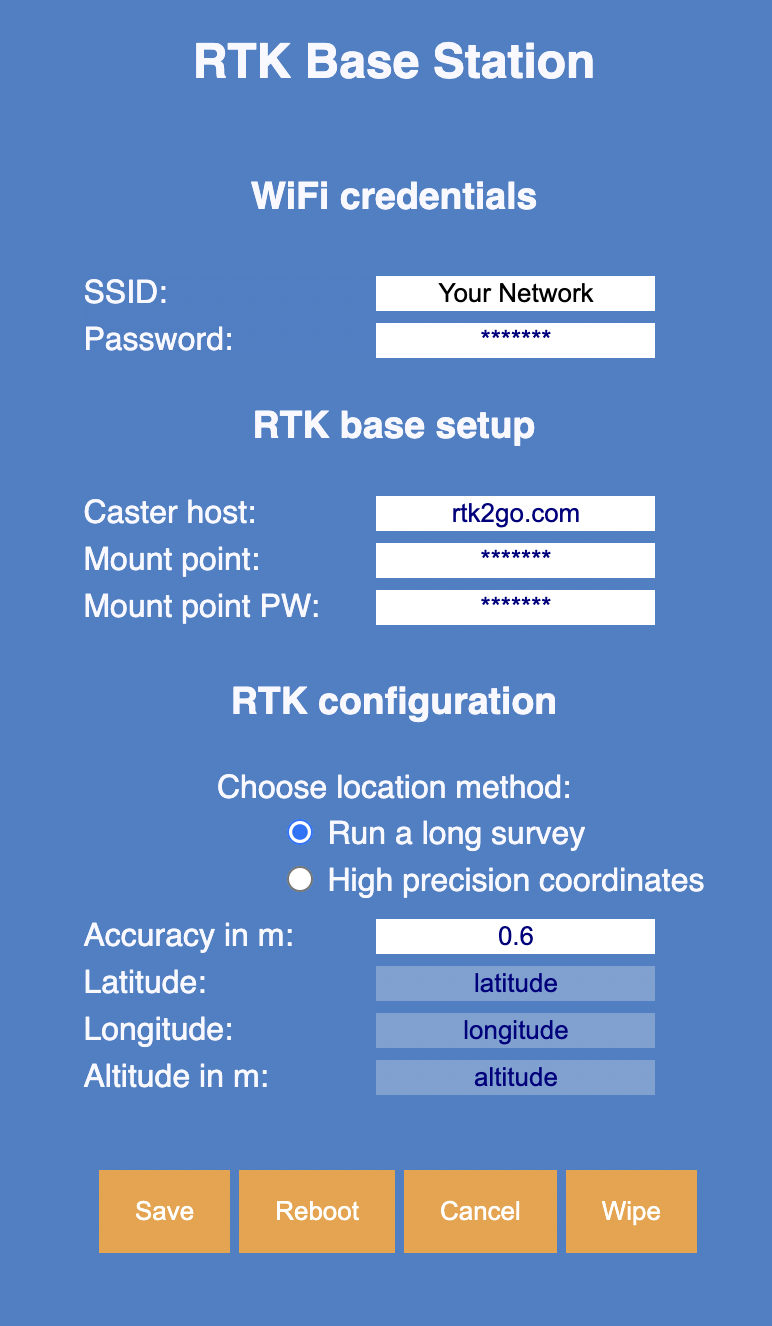 RTK Base Station
WiFi credentials
SSID: Your Network
Password: *******
RTK base setup
Caster host: rtk2go.com
Mount point: *******
Mount point PW: *******
RTK configuration
Choose location method:
Run a long survey
High precision coordinates
Accuracy in m: 0.6
Latitude: latitude
Longitude: longitude
Altitude in m: altitude
Save Reboot Cancel Wipe